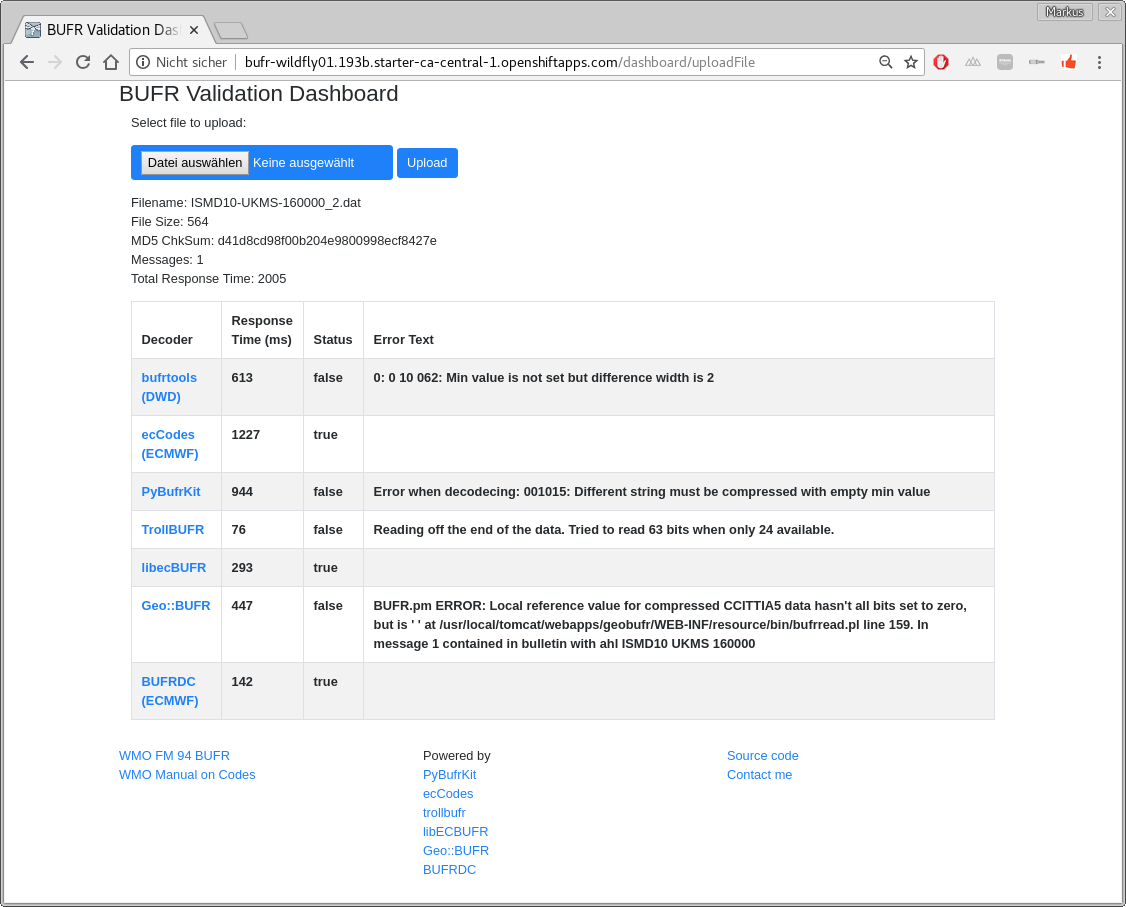 Markus
BUFR Validation Das
Nicht sicher bufr-wildfly01.193b.starter-ca-central-1.openshiftapps.com/dashboard/uploadFile
BUFR Validation Dashboard
Select file to upload:
Datei auswählen Keine ausgewählt Upload
Filename: ISMD10-UKMS-160000_2.dat
File Size: 564
MD5 ChkSum: d41d8cd98f00b204e9800998ecf8427e
Messages: 1
Total Response Time: 2005
Decoder Response Time (ms) Status Error Text
bufrtools (DWD) 613 false 0: 0 10 062: Min value is not set but difference width is 2
ecCodes (ECMWF) 1227 true
PyBufrKit 944 false Error when decodecing: 001015: Different string must be compressed with empty min value
TrollBUFR 76 false Reading off the end of the data. Tried to read 63 bits when only 24 available.
libecBUFR 293 true
Geo::BUFR 447 false BUFR.pm ERROR: Local reference value for compressed CCITTIA5 data hasn't all bits set to zero,
but is ' ' at /usr/local/tomcat/webapps/geobufr/WEB-INF/resource/bin/bufrread.pl line 159. In
message 1 contained in bulletin with ahl ISMD10 UKMS 160000
BUFRDC (ECMWF) 142 true
WMO FM 94 BUFR
WMO Manual on Codes
Powered by
PyBufrKit
ecCodes
trollbufr
libECBUFR
Geo::BUFR
BUFRDC
Source code
Contact me